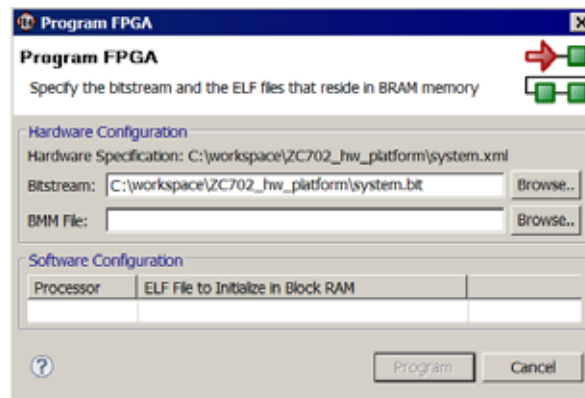 Program FPGA
Program FPGA
Specify the bitstream and the ELF files that reside in BRAM memory
Hardware Configuration
Hardware Specification: C:\workspace\ZC702_hw_platform\system.xml
Bitstream: C:\workspace\ZC702_hw_platform\system.bit Browse..
BMM File: Browse..
Software Configuration
Processor ELF File to Initialize in Block RAM
? Program Cancel